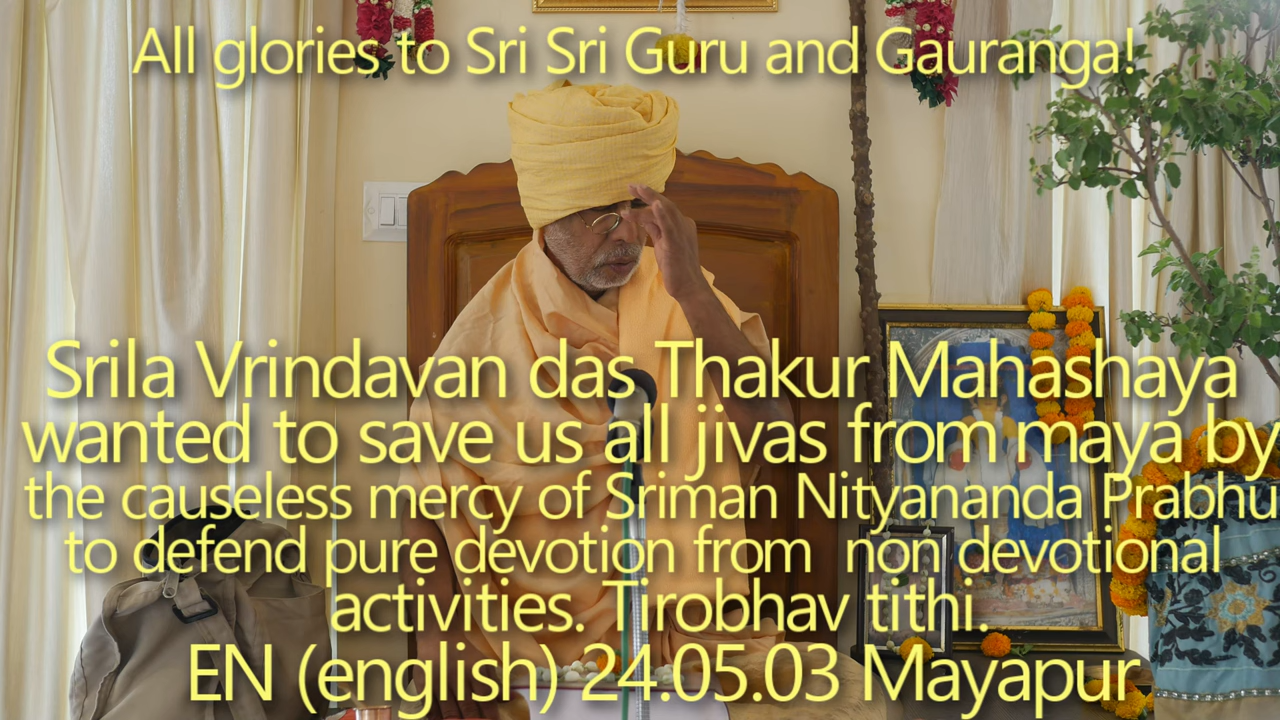 All glories to Sri Sri Guru and Gauranga!
Srila Vrindavan das Thakur Mahashaya
wanted to save us all jivas from maya by
the causeless mercy of Sriman Nityananda Prabhu
to defend pure devotion from  non devotional
activities. Tirobhav tithi.
EN (english) 24.05.03 Mayapur